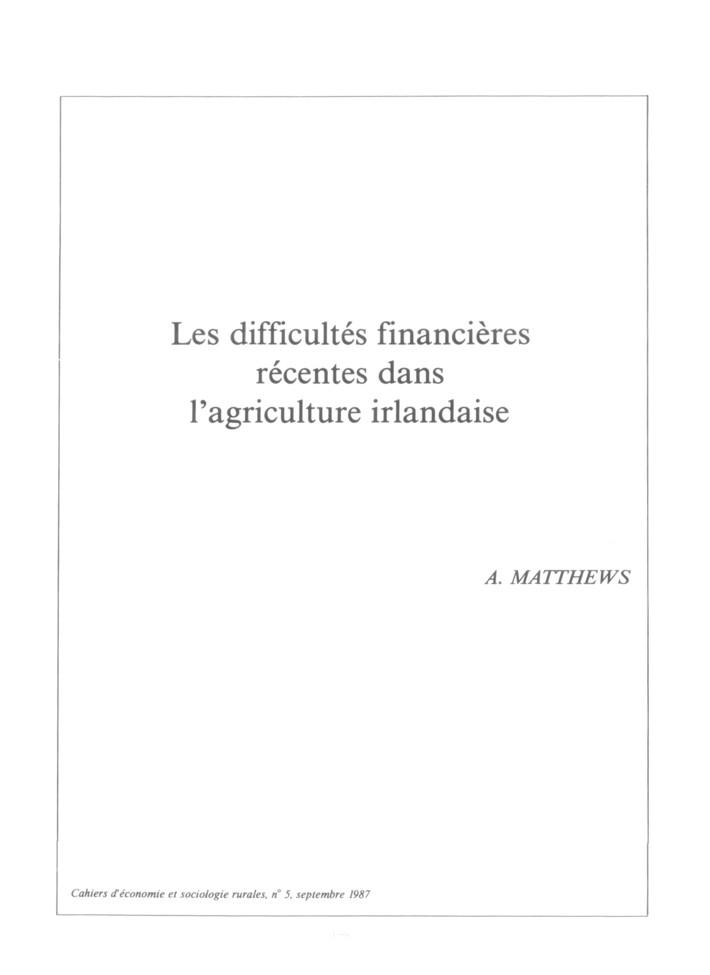 Les difficultés financières
récentes dans
l'agriculture irlandaise
A. MATTHEWS
Cahiers d'économie et sociologie rurales, n° 5, septembre 1987